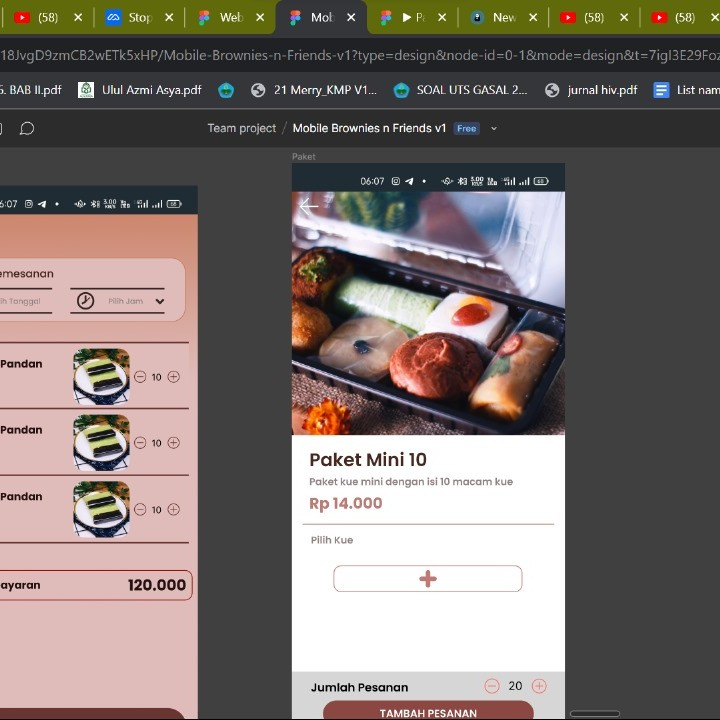 (58)
Stop
Web
Mob
Pa
New
(58)
(58)
18JvgD9zmCB2wETk5xHP/Mobile-Brownies-n-Friends-v1?type=design&node-id=0-1&mode=design&t=7igI3E29Foz
5. BAB II.pdf
Ulul Azmi Asya.pdf
21 Merry_KMP V1...
SOAL UTS GASAL 2...
jurnal hiv.pdf
List nam
Team project / Mobile Brownies n Friends v1 Free
Paket
6:07
06:07
emesanan
ih Tanggal
Pilih Jam
Pandan
10
Pandan
10
Pandan
10
ayaran
120.000
Paket Mini 10
Paket kue mini dengan isi 10 macam kue
Rp 14.000
Pilih Kue
Jumlah Pesanan
20
TAMBAH PESANAN